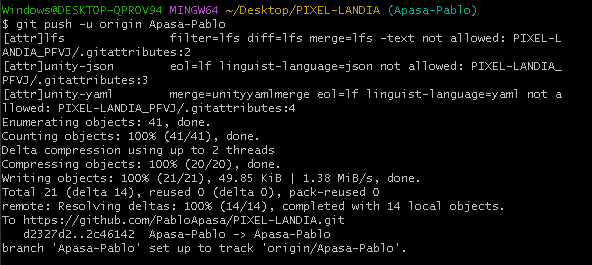 Windows@DESKTOP-QPROV94 MINGW64 ~/Desktop/PIXEL-LANDIA (Apasa-Pablo)
$ git push -u origin Apasa-Pablo
[attr]lfs filter=lfs diff=lfs merge=lfs -text not allowed: PIXEL-L
ANDIA_PFVJ/.gitattributes:2
[attr]unity-json eol=lf linguist-language=json not allowed: PIXEL-LANDIA_
PFVJ/.gitattributes:3
[attr]unity-yaml merge=unityyamlmerge eol=lf linguist-language=yaml not a
llowed: PIXEL-LANDIA_PFVJ/.gitattributes:4
Enumerating objects: 41, done.
Counting objects: 100% (41/41), done.
Delta compression using up to 2 threads
Compressing objects: 100% (20/20), done.
Writing objects: 100% (21/21), 49.85 KiB | 1.38 MiB/s, done.
Total 21 (delta 14), reused 0 (delta 0), pack-reused 0
remote: Resolving deltas: 100% (14/14), completed with 14 local objects.
To https://github.com/PabloApasa/PIXEL-LANDIA.git
d2327d2..2c46142 Apasa-Pablo -> Apasa-Pablo
branch 'Apasa-Pablo' set up to track 'origin/Apasa-Pablo'.